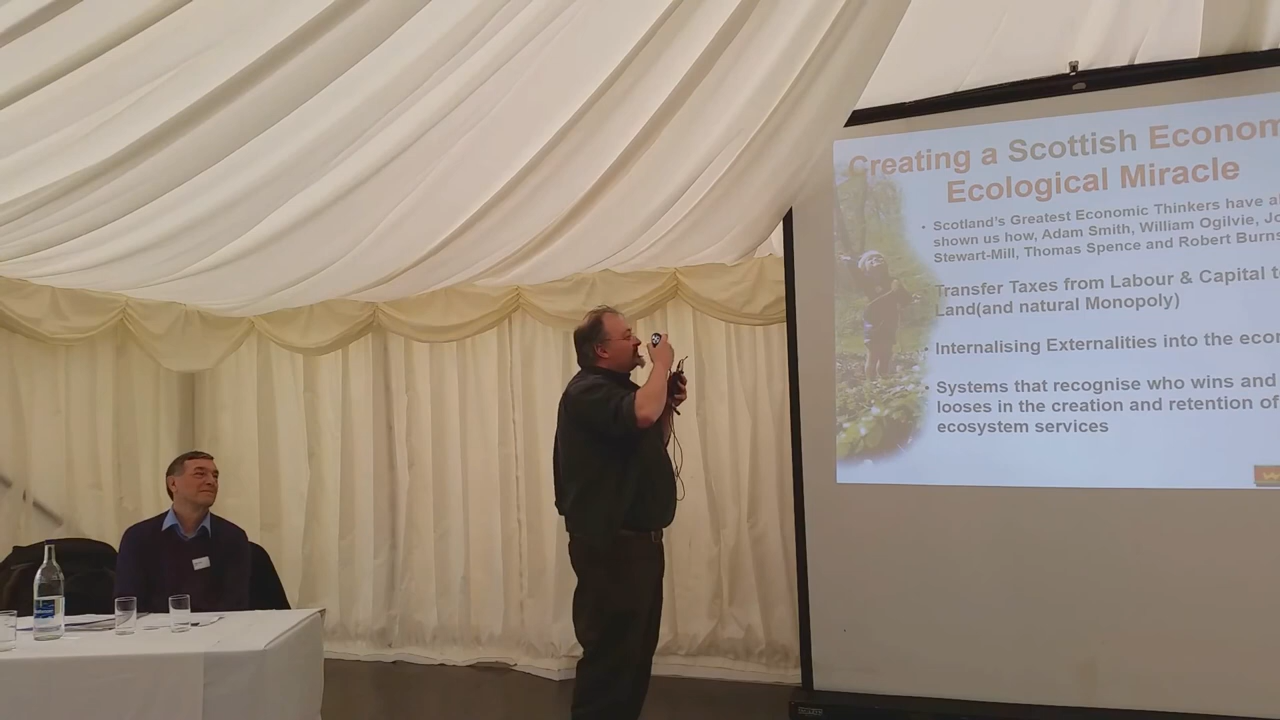 Creating a Scottish Econom
Ecological Miracle
• Scotland's Greatest Economic Thinkers have al
shown us how, Adam Smith, William Ogilvie, Jo
Stewart-Mill, Thomas Spence and Robert Burns
Transfer Taxes from Labour & Capital t
Land(and natural Monopoly)
• Internalising Externalities into the econ
• Systems that recognise who wins and
looses in the creation and retention of
ecosystem services